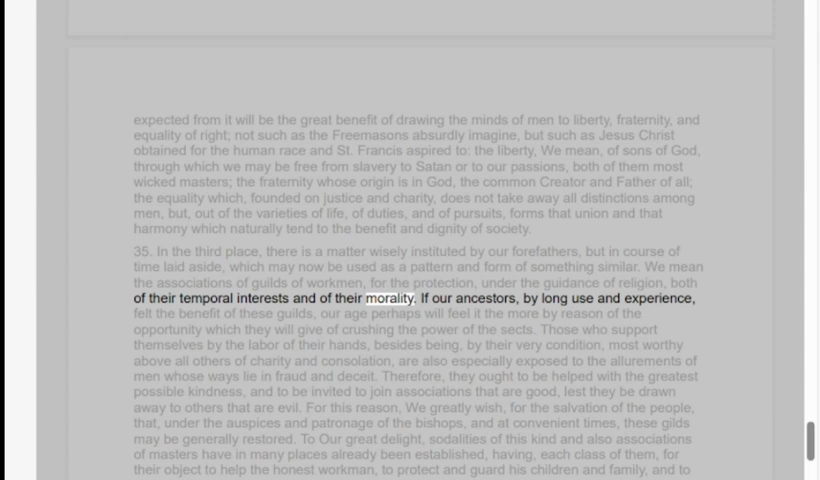 expected from it will be the great benefit of drawing the minds of men to liberty, fraternity, and
equality of right; not such as the Freemasons absurdly imagine, but such as Jesus Christ
obtained for the human race and St. Francis aspired to: the liberty, We mean, of sons of God,
through which we may be free from slavery to Satan or to our passions, both of them most
wicked masters; the fraternity whose origin is in God, the common Creator and Father of all;
the equality which, founded on justice and charity, does not take away all distinctions among
men, but, out of the varieties of life, of duties, and of pursuits, forms that union and that
harmony which naturally tend to the benefit and dignity of society.
35. In the third place, there is a matter wisely instituted by our forefathers, but in course of
time laid aside, which may now be used as a pattern and form of something similar. We mean
the associations of guilds of workmen, for the protection, under the guidance of religion, both
of their temporal interests and of their morality. If our ancestors, by long use and experience,
felt the benefit of these guilds, our age perhaps will feel it the more by reason of the
opportunity which they will give of crushing the power of the sects. Those who support
themselves by the labor of their hands, besides being, by their very condition, most worthy
above all others of charity and consolation, are also especially exposed to the allurements of
men whose ways lie in fraud and deceit. Therefore, they ought to be helped with the greatest
possible kindness, and to be invited to join associations that are good, lest they be drawn
away to others that are evil. For this reason, We greatly wish, for the salvation of the people,
that, under the auspices and patronage of the bishops, and at convenient times, these gilds
may be generally restored. To Our great delight, sodalities of this kind and also associations
of masters have in many places already been established, having, each class of them, for
their object to help the honest workman, to protect and guard his children and family, and to